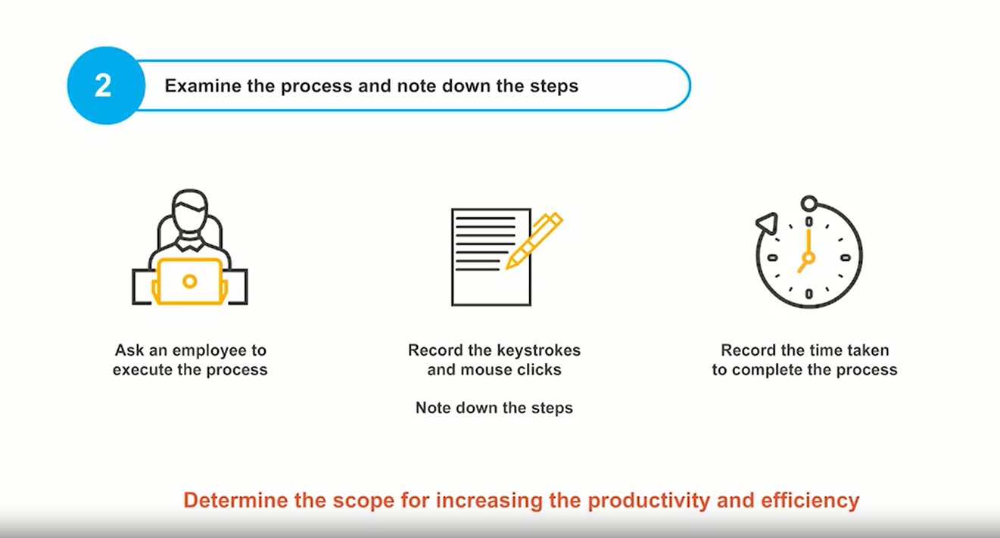 2
Examine the process and note down the steps
Ask an employee to
execute the process
Record the keystrokes
and mouse clicks
Note down the steps
Record the time taken
to complete the process
Determine the scope for increasing the productivity and efficiency